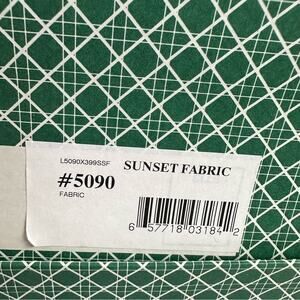 L5090X399SSF
SUNSET FABRIC
#5090
FABRIC
6 57718 03184 2